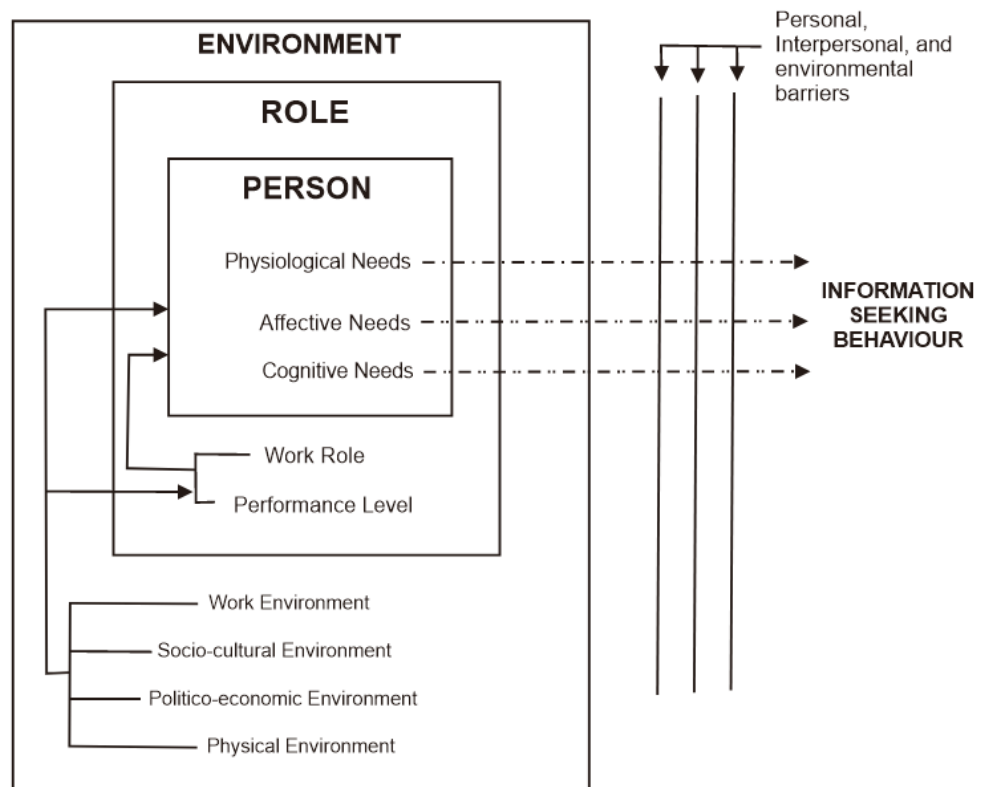 ENVIRONMENT
ROLE
PERSON
Physiological Needs
Affective Needs
Cognitive Needs
Work Role
Performance Level
Work Environment
Socio-cultural Environment
Politico-economic Environment
Physical Environment
Personal,
Interpersonal, and
environmental
barriers
INFORMATION
SEEKING
BEHAVIOUR